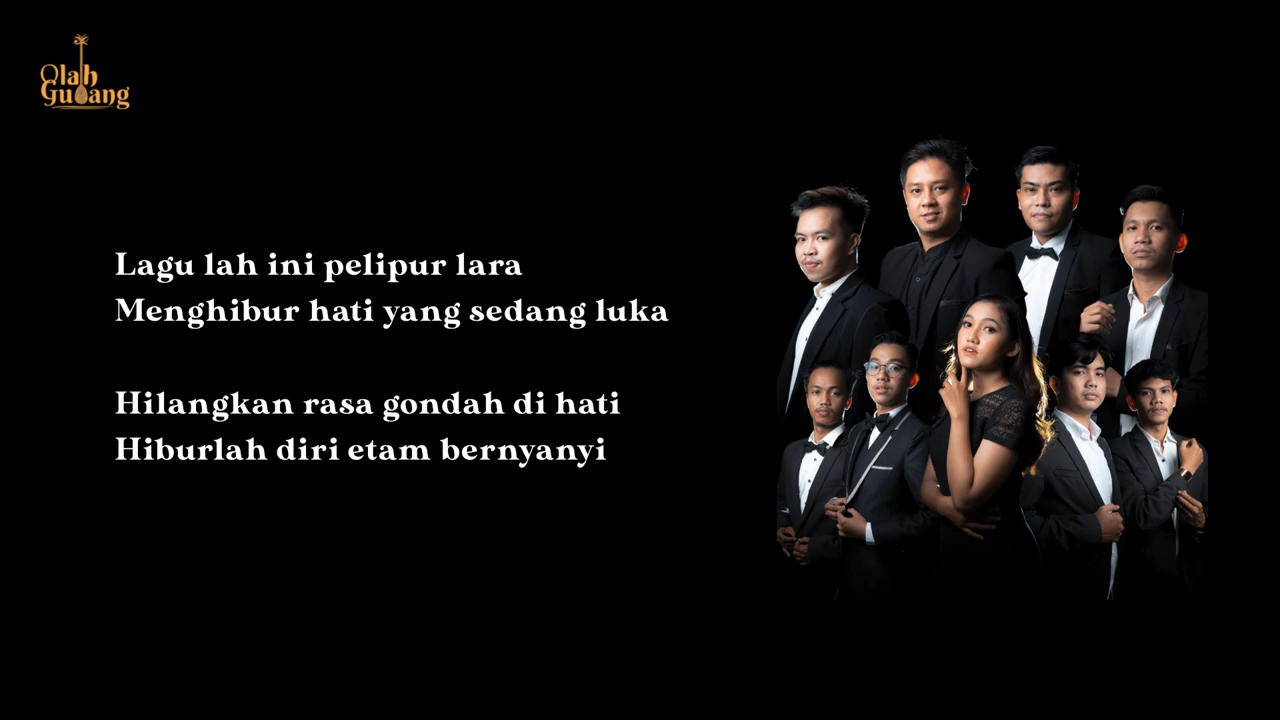 Olah
Gubang
Lagu lah ini pelipur lara
Menghibur hati yang sedang luka
Hilangkan rasa gondah di hati
Hiburlah diri etam bernyanyi